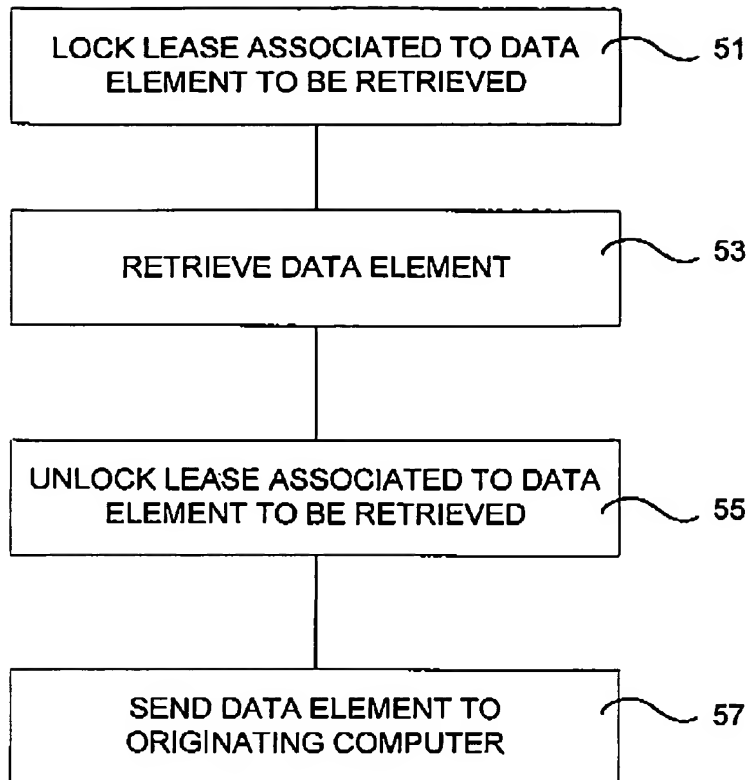 LOCK LEASE ASSOCIATED TO DATA
ELEMENT TO BE RETRIEVED
51
RETRIEVE DATA ELEMENT
53
UNLOCK LEASE ASSOCIATED TO DATA
ELEMENT TO BE RETRIEVED
55
SEND DATA ELEMENT TO
ORIGINATING COMPUTER
57